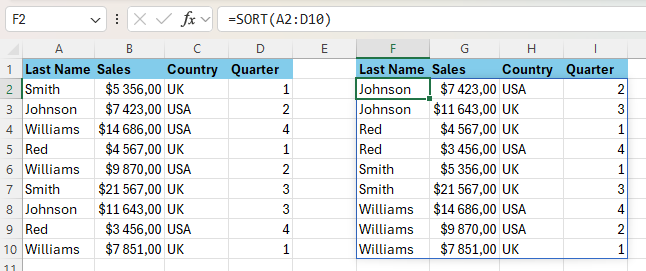 F2 fx =SORT(A2:D10)
A B C D E F G H I
1 Last Name Sales Country Quarter Last Name Sales Country Quarter
2 Smith $5 356,00 UK 1 Johnson $7 423,00 USA 2
3 Johnson $7 423,00 USA 2 Johnson $11 643,00 UK 3
4 Williams $14 686,00 USA 4 Red $4 567,00 UK 1
5 Red $4 567,00 UK 1 Red $3 456,00 USA 4
6 Williams $9 870,00 USA 2 Smith $5 356,00 UK 1
7 Smith $21 567,00 UK 3 Smith $21 567,00 UK 3
8 Johnson $11 643,00 UK 3 Williams $14 686,00 USA 4
9 Red $3 456,00 USA 4 Williams $9 870,00 USA 2
10 Williams $7 851,00 UK 1 Williams $7 851,00 UK 1
11